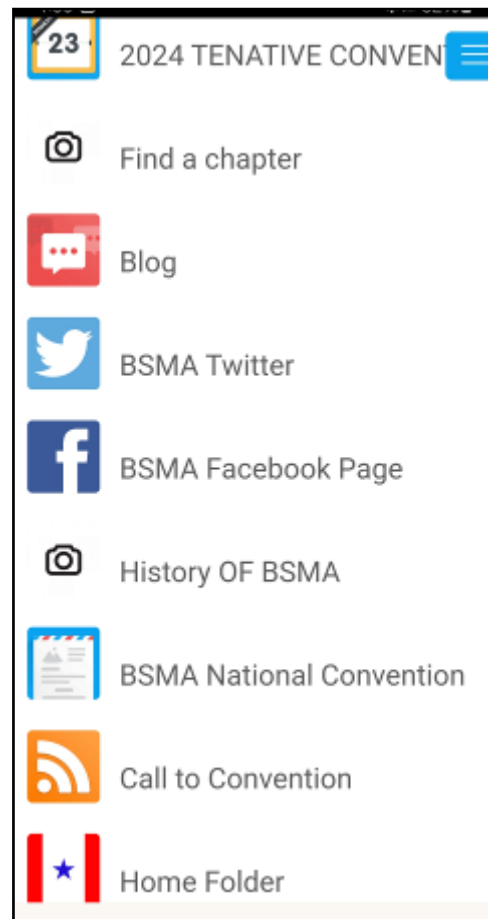 23
2024 TENATIVE CONVEN
Find a chapter
Blog
BSMA Twitter
BSMA Facebook Page
History OF BSMA
BSMA National Convention
Call to Convention
Home Folder